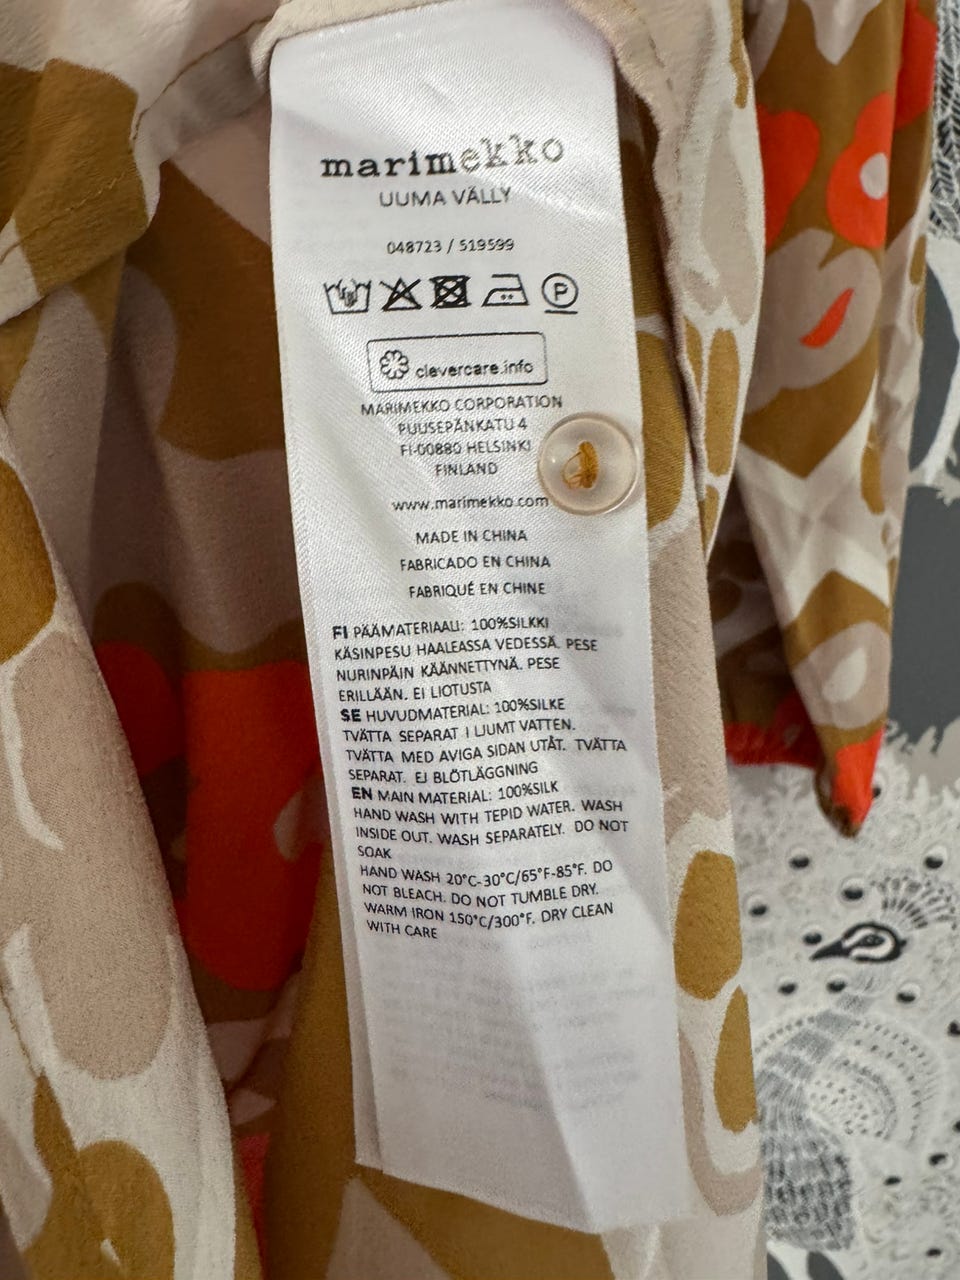 marimekko
UUMA VÄLLY
048723 / 519599
P
clevercare.info
MARIMEKKO CORPORATION
PUUSEPÄNKATU 4
FI-00880 HELSINKI
FINLAND
www.marimekko.com
MADE IN CHINA
FABRICADO EN CHINA
FABRIQUÉ EN CHINE
FI PÄÄMATERIAALI: 100%SILKKI
KÄSINPESU HAALEASSA VEDESSÄ. PESE
NURINPÄIN KÄÄNNETTYNÄ. PESE
ERILLÄÄN. EI LIOTUSTA
SE HUVUDMATERIAL: 100%SILKE
TVÄTTA SEPARAT I LJUMT VATTEN.
TVÄTTA MED AVIGA SIDAN UTÅT. TVÄTTA
SEPARAT. EJ BLÖTLÄGGNING
EN MAIN MATERIAL: 100%SILK
HAND WASH WITH TEPID WATER. WASH
INSIDE OUT. WASH SEPARATELY. DO NOT
SOAK
HAND WASH 20°C-30°C/65°F-85°F. DO
NOT BLEACH. DO NOT TUMBLE DRY.
WARM IRON 150°C/300°F. DRY CLEAN
WITH CARE